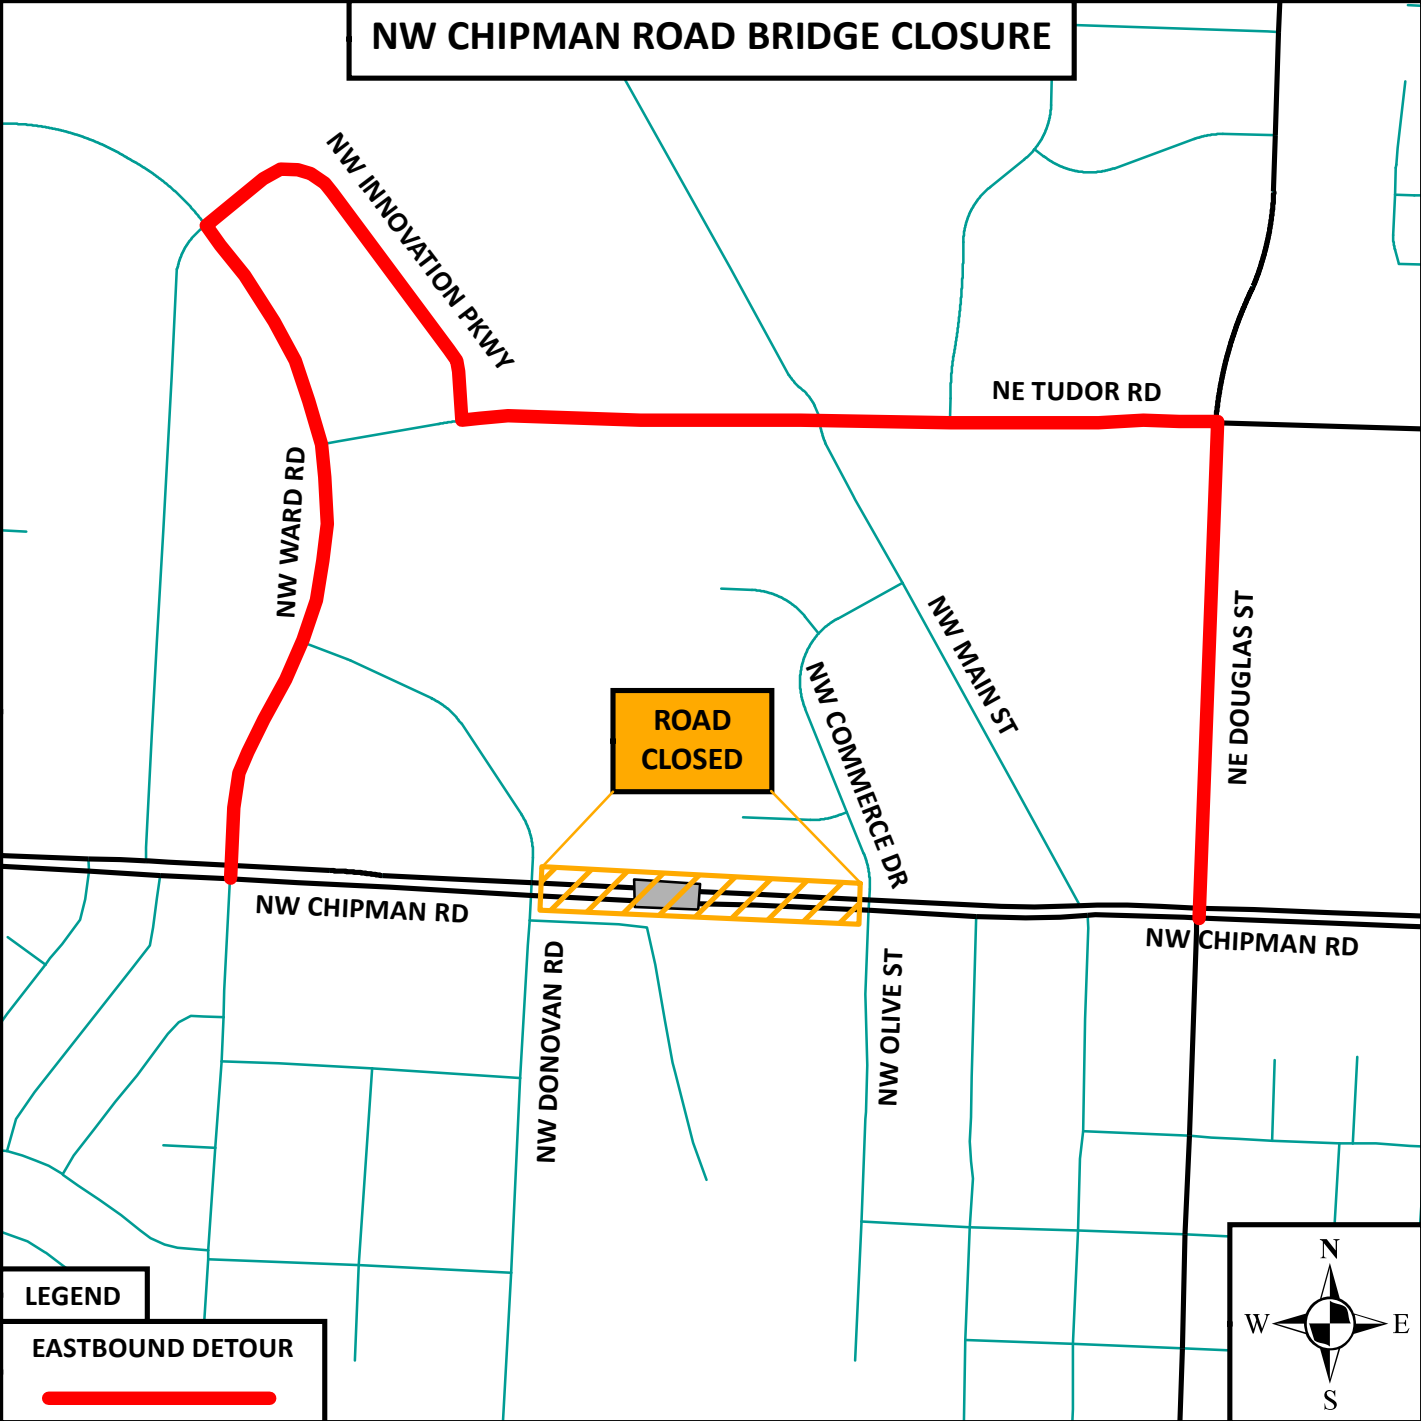 NW CHIPMAN ROAD BRIDGE CLOSURE
NW INNOVATION PKWY
NE TUDOR RD
NW WARD RD
NW MAIN ST
NE DOUGLAS ST
ROAD
CLOSED
NW COMMERCE DR
NW CHIPMAN RD
NW CHIPMAN RD
NW DONOVAN RD
NW OLIVE ST
LEGEND
EASTBOUND DETOUR
N
W
E
S